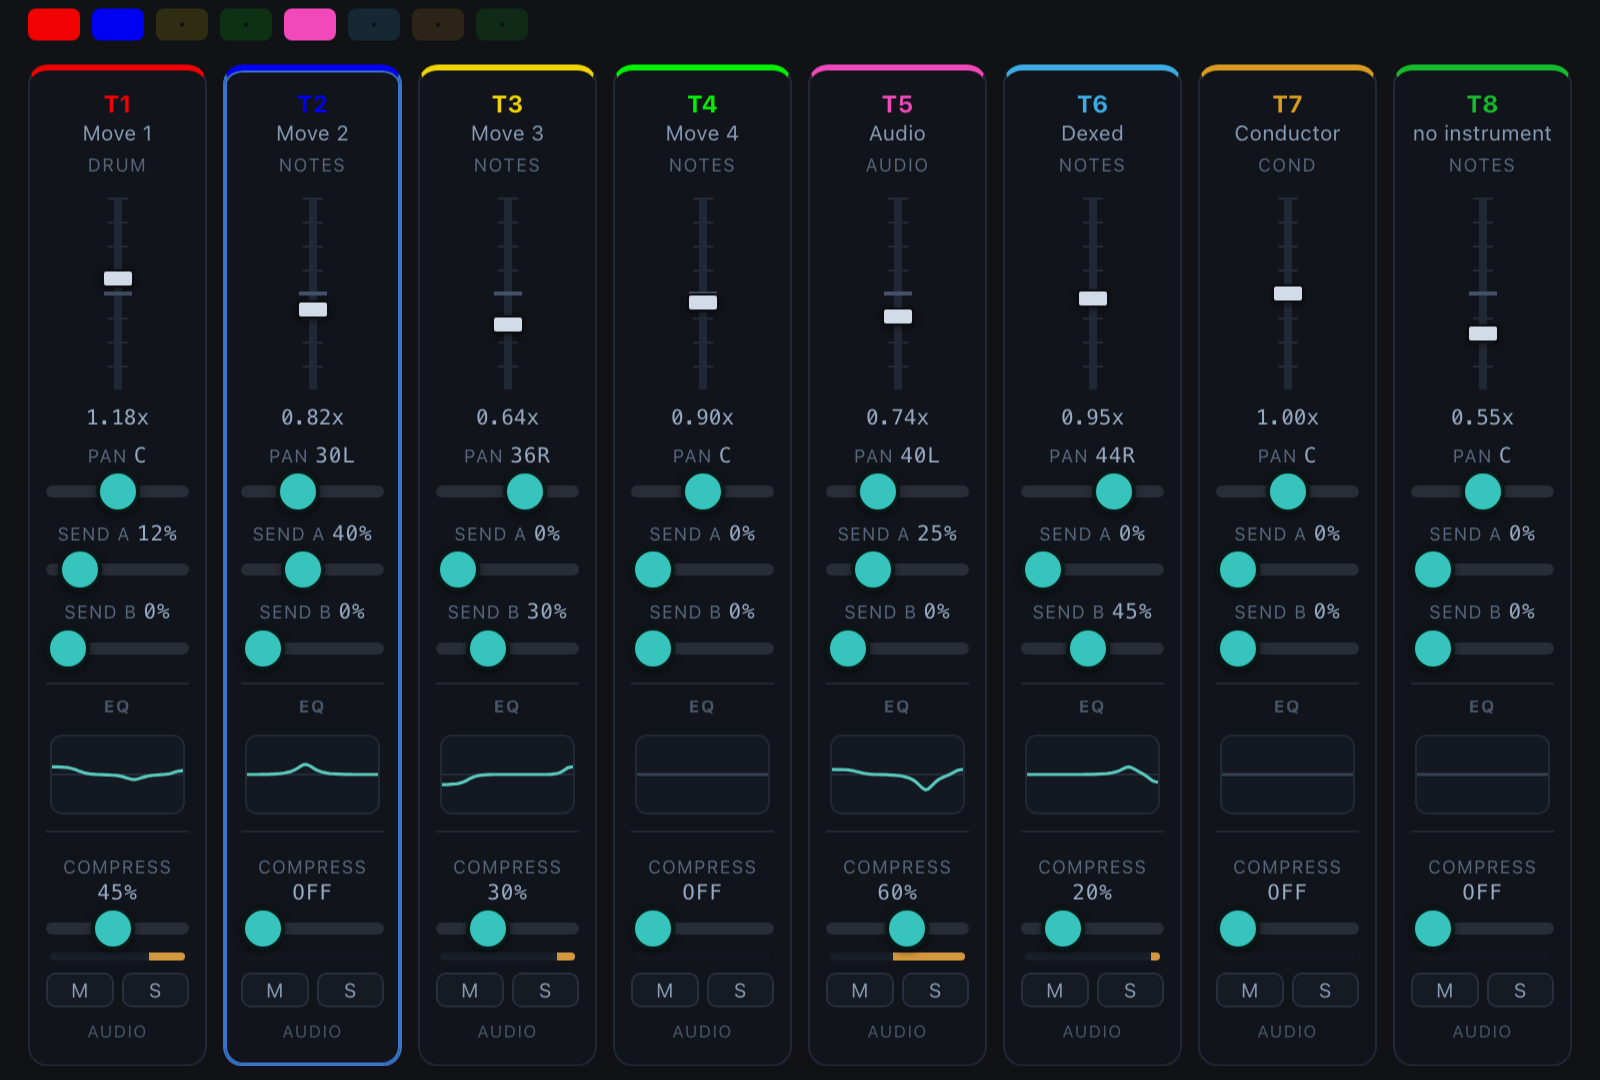 T1 T2 T3 T4 T5 T6 T7 T8
Move 1 Move 2 Move 3 Move 4 Audio Dexed Conductor no instrument
DRUM NOTES NOTES NOTES AUDIO NOTES COND NOTES
1.18x 0.82x 0.64x 0.90x 0.74x 0.95x 1.00x 0.55x
PAN C PAN 30L PAN 36R PAN C PAN 40L PAN 44R PAN C PAN C
SEND A 12% SEND A 40% SEND A 0% SEND A 0% SEND A 25% SEND A 0% SEND A 0% SEND A 0%
SEND B 0% SEND B 0% SEND B 30% SEND B 0% SEND B 0% SEND B 45% SEND B 0% SEND B 0%
EQ EQ EQ EQ EQ EQ EQ EQ
COMPRESS COMPRESS COMPRESS COMPRESS COMPRESS COMPRESS COMPRESS COMPRESS
45% OFF 30% OFF 60% 20% OFF OFF
M S M S M S M S M S M S M S M S
AUDIO AUDIO AUDIO AUDIO AUDIO AUDIO AUDIO AUDIO